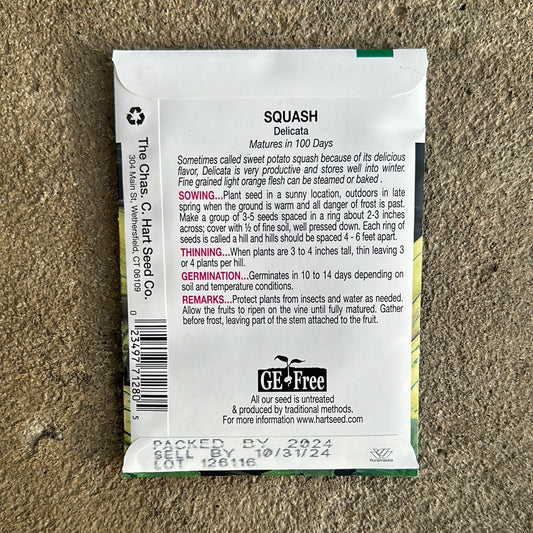 SQUASH
Delicata
Matures in 100 Days
Sometimes called sweet potato squash because of its delicious
flavor, Delicata is very productive and stores well into winter.
Fine grained light orange flesh can be steamed or baked .
SOWING...Plant seed in a sunny location, outdoors in late
spring when the ground is warm and all danger of frost is past.
Make a group of 3-5 seeds spaced in a ring about 2-3 inches
across; cover with ½ of fine soil, well pressed down. Each ring of
seeds is called a hill and hills should be spaced 4 - 6 feet apart.
THINNING...When plants are 3 to 4 inches tall, thin leaving 3
or 4 plants per hill.
GERMINATION...Germinates in 10 to 14 days depending on
soil and temperature conditions.
REMARKS...Protect plants from insects and water as needed.
Allow the fruits to ripen on the vine until fully matured. Gather
before frost, leaving part of the stem attached to the fruit.
GE Free
All our seed is untreated
& produced by traditional methods.
For more information www.hartseed.com
The Chas. C. Hart Seed Co.
304 Main St, Wethersfield, CT 06109
0 23497 71280 5
PACKED BY 2024
SELL BY 10/31/24
LOT 126116